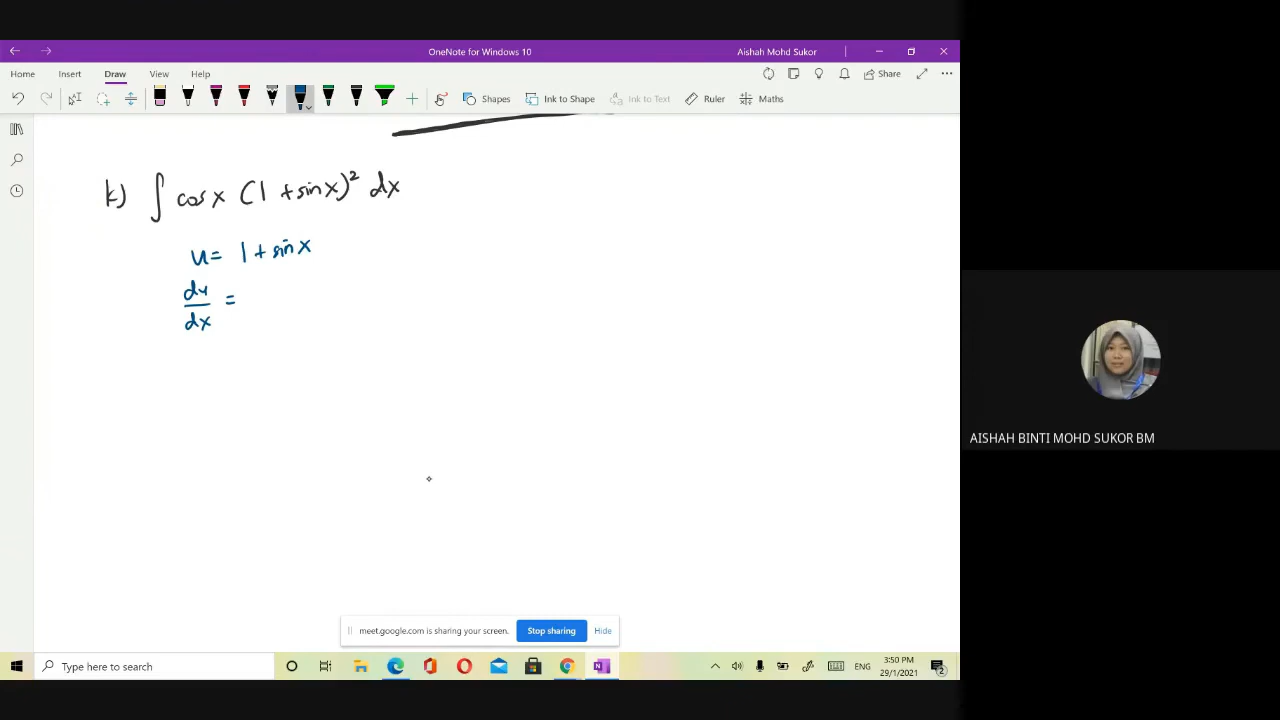 OneNote for Windows 10
Aishah Mohd Sukor
Home Insert Draw View Help
Share
Shapes Ink to Shape Ink to Text Ruler Maths
k) ∫ cos x (1 + sin x)² dx
u = 1 + sin x
du/dx =
AISHAH BINTI MOHD SUKOR BM
meet.google.com is sharing your screen. Stop sharing Hide
Type here to search
ENG
3:50 PM
29/1/2021
2